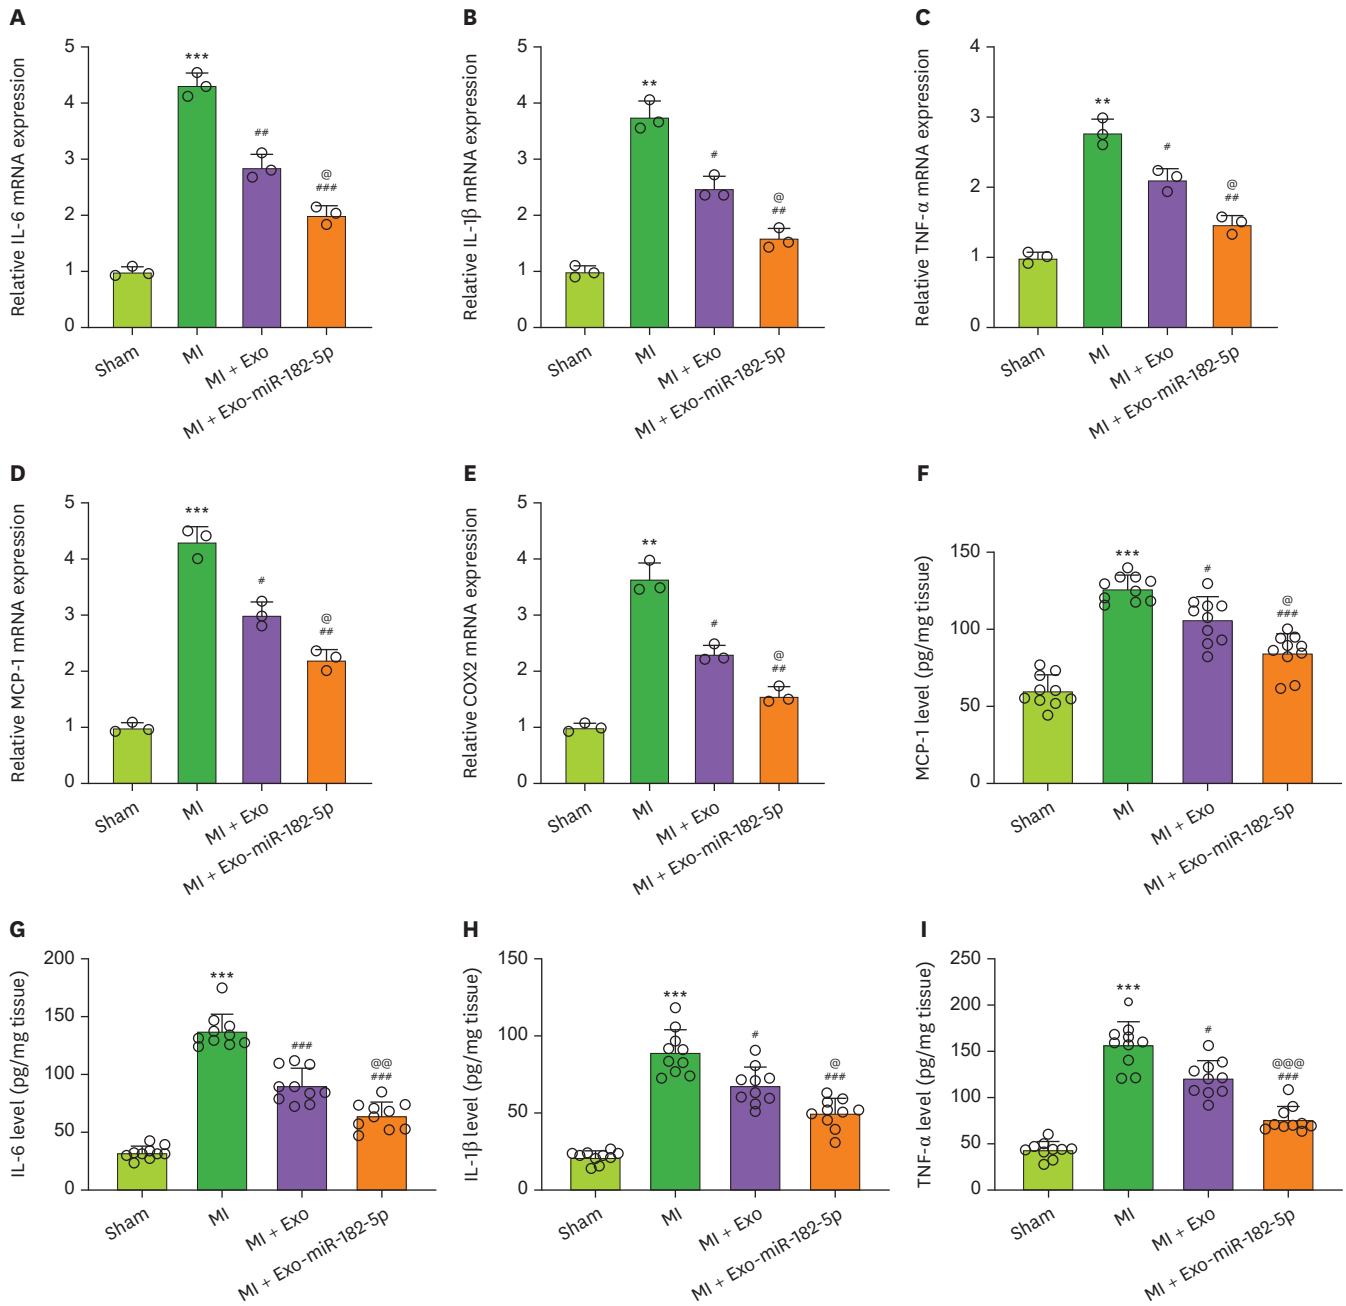 A
Relative IL-6 mRNA expression
5
4
3
2
1
0
***
##
@
###
Sham
MI
MI + Exo
MI + Exo-miR-182-5p
B
Relative IL-1β mRNA expression
5
4
3
2
1
0
**
#
@
##
Sham
MI
MI + Exo
MI + Exo-miR-182-5p
C
Relative TNF-α mRNA expression
4
3
2
1
0
**
#
@
##
Sham
MI
MI + Exo
MI + Exo-miR-182-5p
D
Relative MCP-1 mRNA expression
5
4
3
2
1
0
***
#
@
##
Sham
MI
MI + Exo
MI + Exo-miR-182-5p
E
Relative COX2 mRNA expression
5
4
3
2
1
0
**
#
@
##
Sham
MI
MI + Exo
MI + Exo-miR-182-5p
F
MCP-1 level (pg/mg tissue)
150
100
50
0
***
#
@
###
Sham
MI
MI + Exo
MI + Exo-miR-182-5p
G
IL-6 level (pg/mg tissue)
200
150
100
50
0
***
###
@@
###
Sham
MI
MI + Exo
MI + Exo-miR-182-5p
H
IL-1β level (pg/mg tissue)
150
100
50
0
***
#
@
###
Sham
MI
MI + Exo
MI + Exo-miR-182-5p
I
TNF-α level (pg/mg tissue)
250
200
150
100
50
0
***
#
@@@
###
Sham
MI
MI + Exo
MI + Exo-miR-182-5p